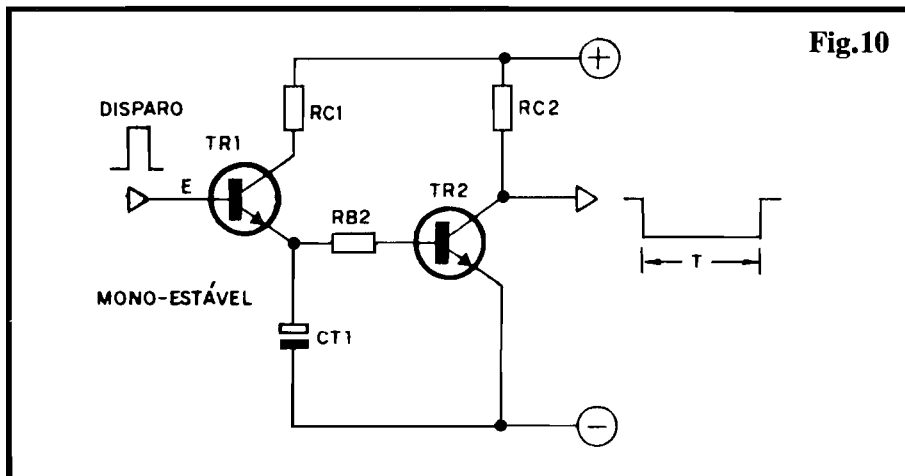 Fig.10
DISPARO
RC1
RC2
TR1
E
TR2
RB2
MONO-ESTÁVEL
T
CT1